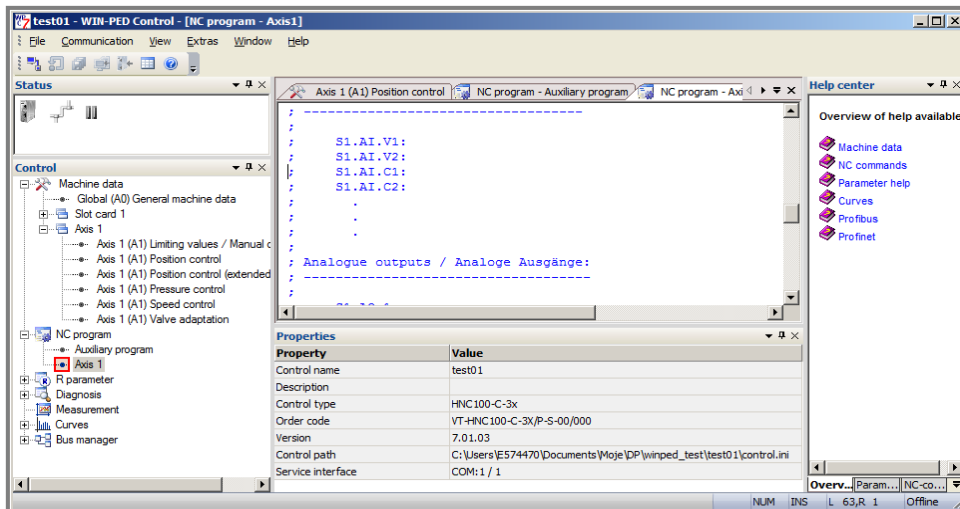 test01 - WIN-PED Control - [NC program - Axis1]
File Communication View Extras Window Help
Status
Control
Machine data
Global (A0) General machine data
Slot card 1
Axis 1
Axis 1 (A1) Limiting values / Manual
Axis 1 (A1) Position control
Axis 1 (A1) Position control (extended
Axis 1 (A1) Pressure control
Axis 1 (A1) Speed control
Axis 1 (A1) Valve adaptation
NC program
Auxiliary program
Axis 1
R parameter
Diagnosis
Measurement
Curves
Bus manager
Axis 1 (A1) Position control NC program - Auxiliary program NC program - Axi
; -----------------------------------
;
; S1.AI.V1:
; S1.AI.V2:
; S1.AI.C1:
; S1.AI.C2:
; .
; .
; .
;
; Analogue outputs / Analoge Ausgänge:
; ------------------------------------
;
Properties
Property Value
Control name test01
Description
Control type HNC100-C-3x
Order code VT-HNC100-C-3X/P-S-00/000
Version 7.01.03
Control path C:\Users\E574470\Documents\Moje\DP\winped_test\test01\control.ini
Service interface COM:1 / 1
Help center
Overview of help available
Machine data
NC commands
Parameter help
Curves
Profibus
Profinet
Overv... Param... NC-co...
NUM INS L 63,R 1 Offline